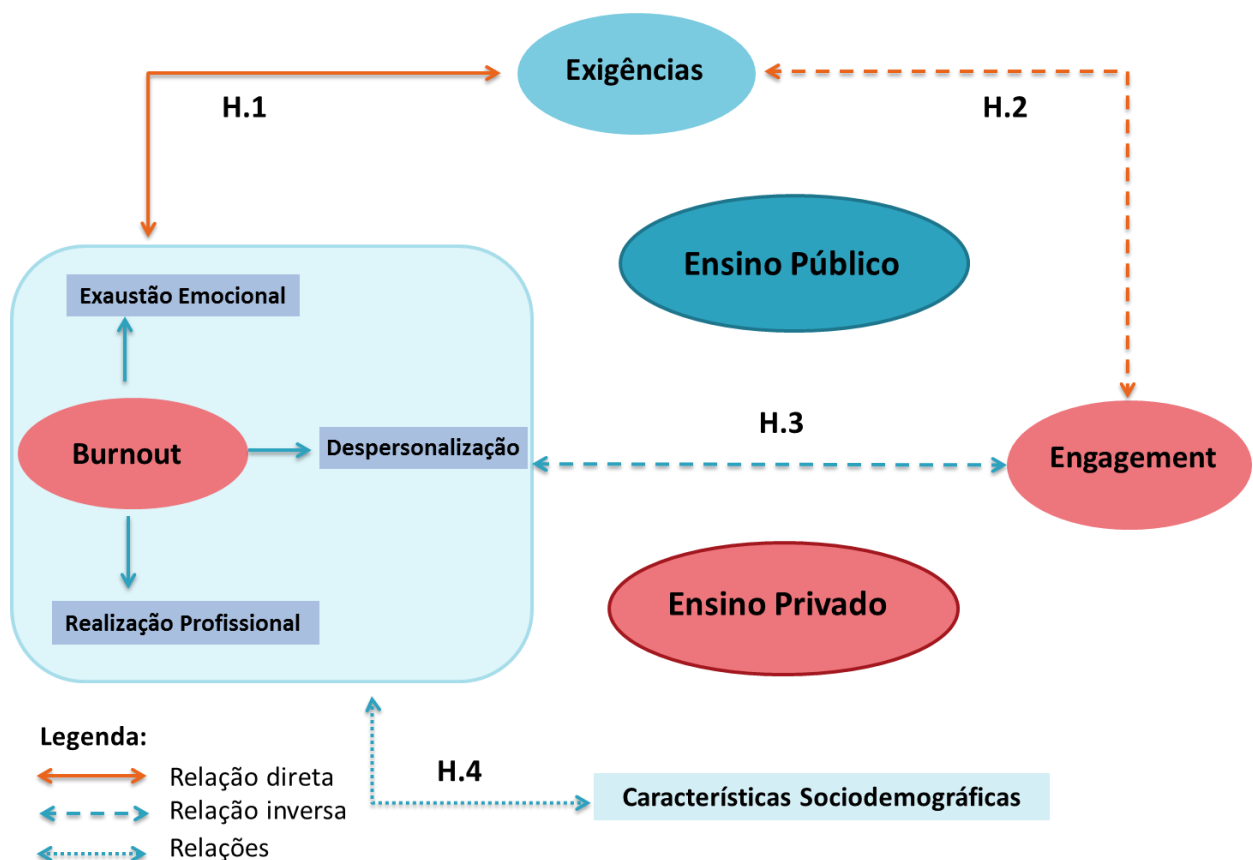 Exigências
H.1
H.2
Ensino Público
Exaustão Emocional
Burnout
Despersonalização
H.3
Engagement
Realização Profissional
Ensino Privado
Legenda:
Relação direta
Relação inversa
Relações
H.4
Característícas Sociodemográficas